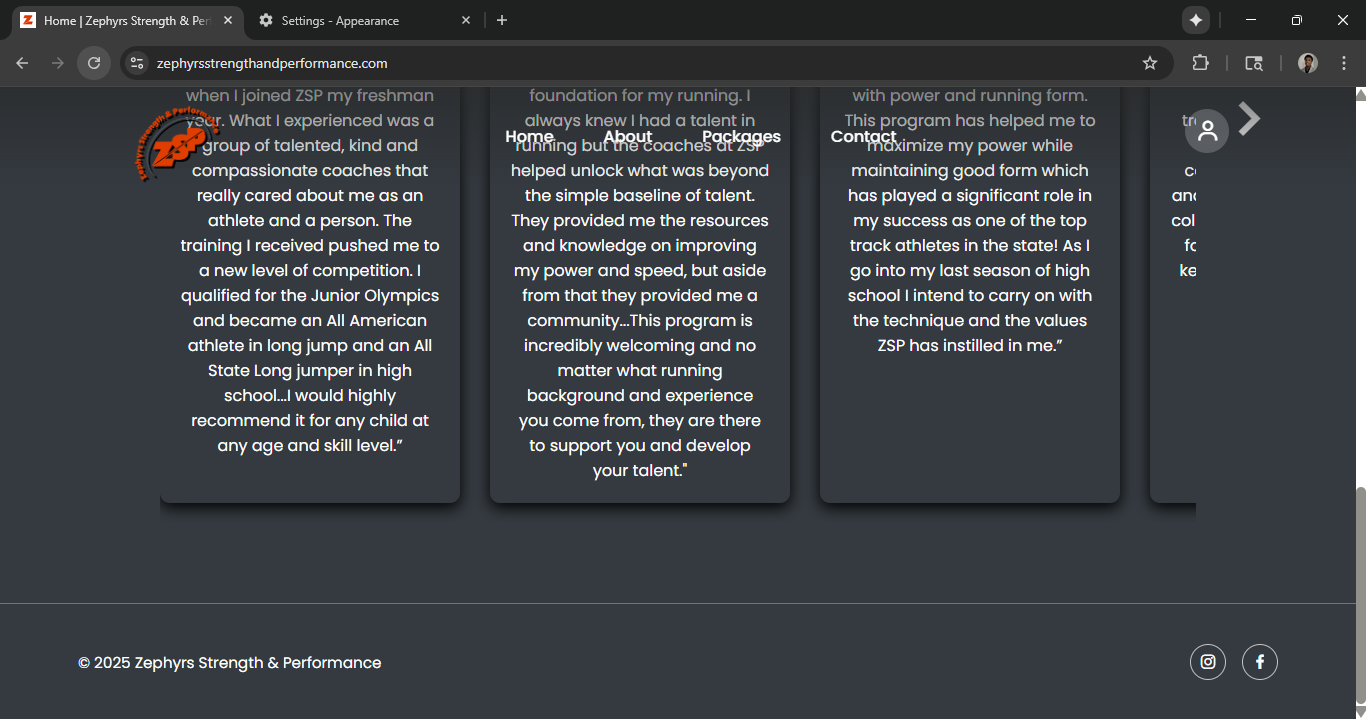 Home | Zephyrs Strength & Per
Settings - Appearance
zephyrsstrengthandperformance.com
Zephyrs Strength & Performance
ZSP
Home
About
Packages
Contact
when I joined ZSP my freshman
year. What I experienced was a
group of talented, kind and
compassionate coaches that
really cared about me as an
athlete and a person. The
training I received pushed me to
a new level of competition. I
qualified for the Junior Olympics
and became an All American
athlete in long jump and an All
State Long jumper in high
school...I would highly
recommend it for any child at
any age and skill level.”
foundation for my running. I
always knew I had a talent in
running but the coaches at ZSP
helped unlock what was beyond
the simple baseline of talent.
They provided me the resources
and knowledge on improving
my power and speed, but aside
from that they provided me a
community...This program is
incredibly welcoming and no
matter what running
background and experience
you come from, they are there
to support you and develop
your talent."
with power and running form.
This program has helped me to
maximize my power while
maintaining good form which
has played a significant role in
my success as one of the top
track athletes in the state! As I
go into my last season of high
school I intend to carry on with
the technique and the values
ZSP has instilled in me.”
col
ke
© 2025 Zephyrs Strength & Performance